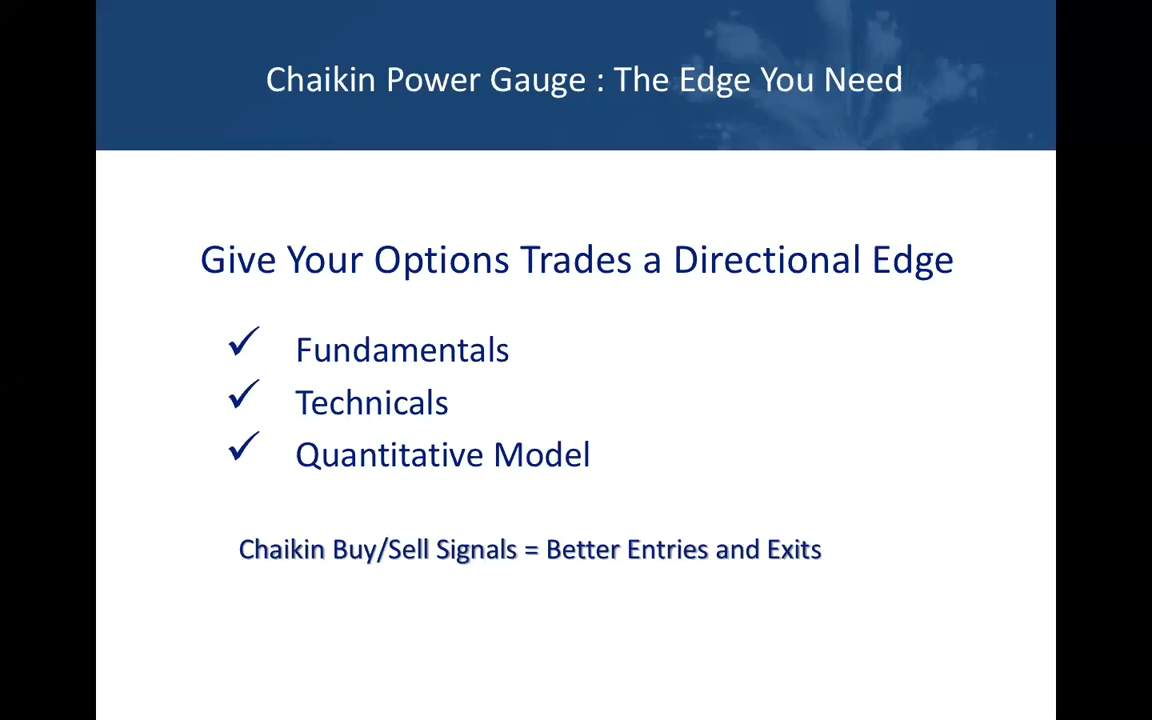 Chaikin Power Gauge : The Edge You Need
Give Your Options Trades a Directional Edge
✓ Fundamentals
✓ Technicals
✓ Quantitative Model
Chaikin Buy/Sell Signals = Better Entries and Exits